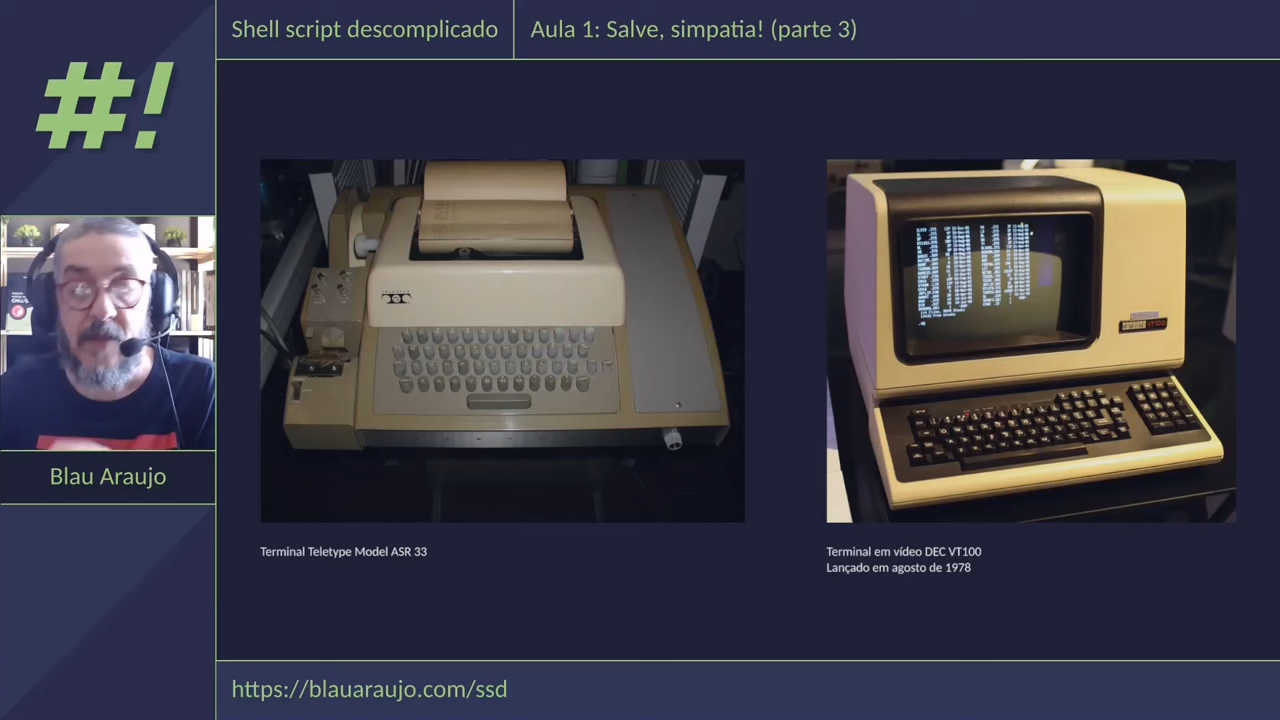 Shell script descomplicado
Aula 1: Salve, simpatia! (parte 3)
#!
Blau Araujo
Terminal Teletype Model ASR 33
Terminal em vídeo DEC VT100
Lançado em agosto de 1978
https://blauaraujo.com/ssd